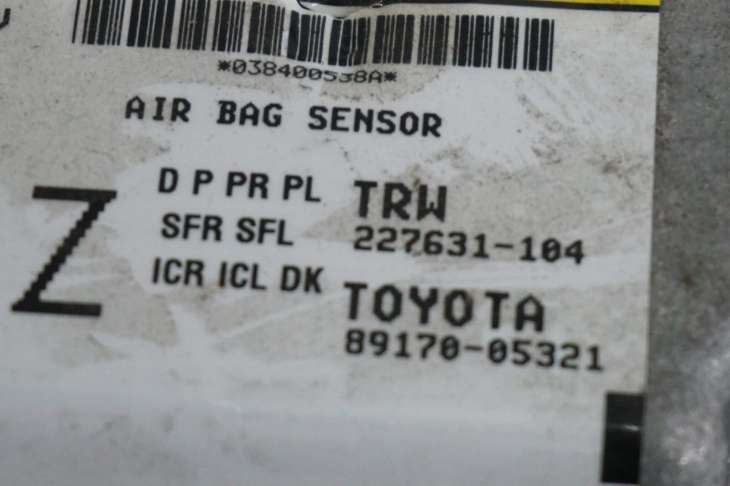 *038400538A*
AIR BAG SENSOR
Z
D P PR PL TRW
SFR SFL 227631-104
ICR ICL DK TOYOTA
89170-05321